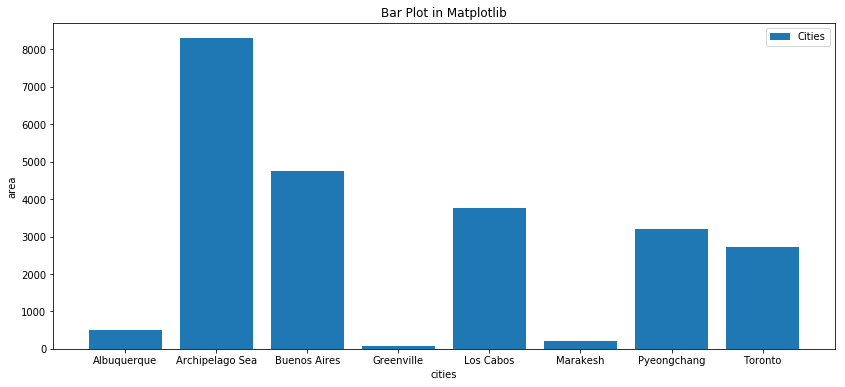 Bar Plot in Matplotlib
Cities
8000
7000
6000
5000
4000
3000
2000
1000
0
area
Albuquerque Archipelago Sea Buenos Aires Greenville Los Cabos Marakesh Pyeongchang Toronto
cities